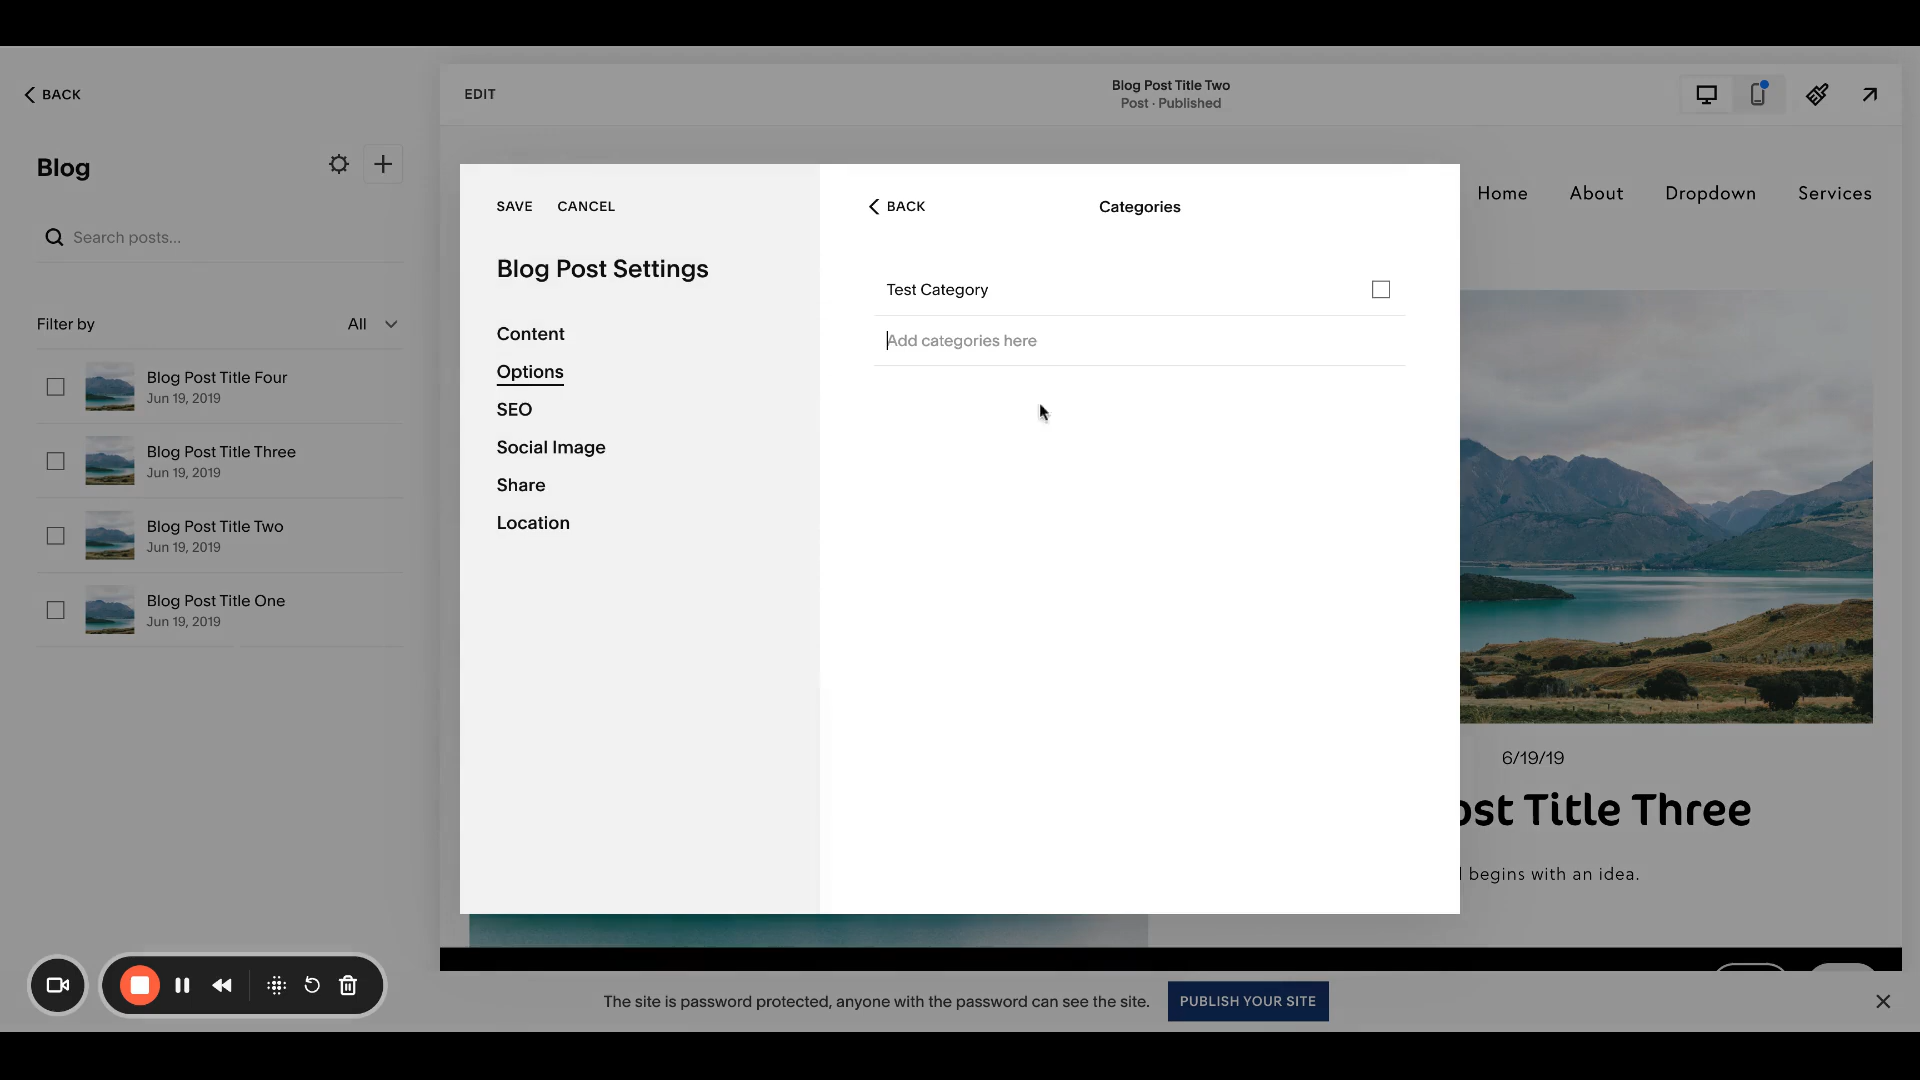 BACK
EDIT
Blog Post Title Two
Post · Published
Blog
Search posts...
Filter by
All
Blog Post Title Four
Jun 19, 2019
Blog Post Title Three
Jun 19, 2019
Blog Post Title Two
Jun 19, 2019
Blog Post Title One
Jun 19, 2019
SAVE CANCEL
Blog Post Settings
Content
Options
SEO
Social Image
Share
Location
BACK
Categories
Test Category
Add categories here
Home About Dropdown Services
6/19/19
ost Title Three
l begins with an idea.
The site is password protected, anyone with the password can see the site.
PUBLISH YOUR SITE